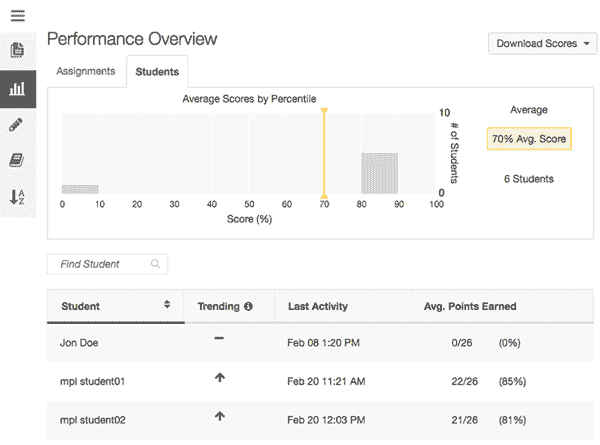 Performance Overview
Download Scores
Assignments
Students
Average Scores by Percentile
10
# of Students
0
0 10 20 30 40 50 60 70 80 90 100
Score (%)
Average
70% Avg. Score
6 Students
Find Student
Student Trending Last Activity Avg. Points Earned
Jon Doe Feb 08 1:20 PM 0/26 (0%)
mpl student01 Feb 20 11:21 AM 22/26 (85%)
mpl student02 Feb 20 12:03 PM 21/26 (81%)
A
Z